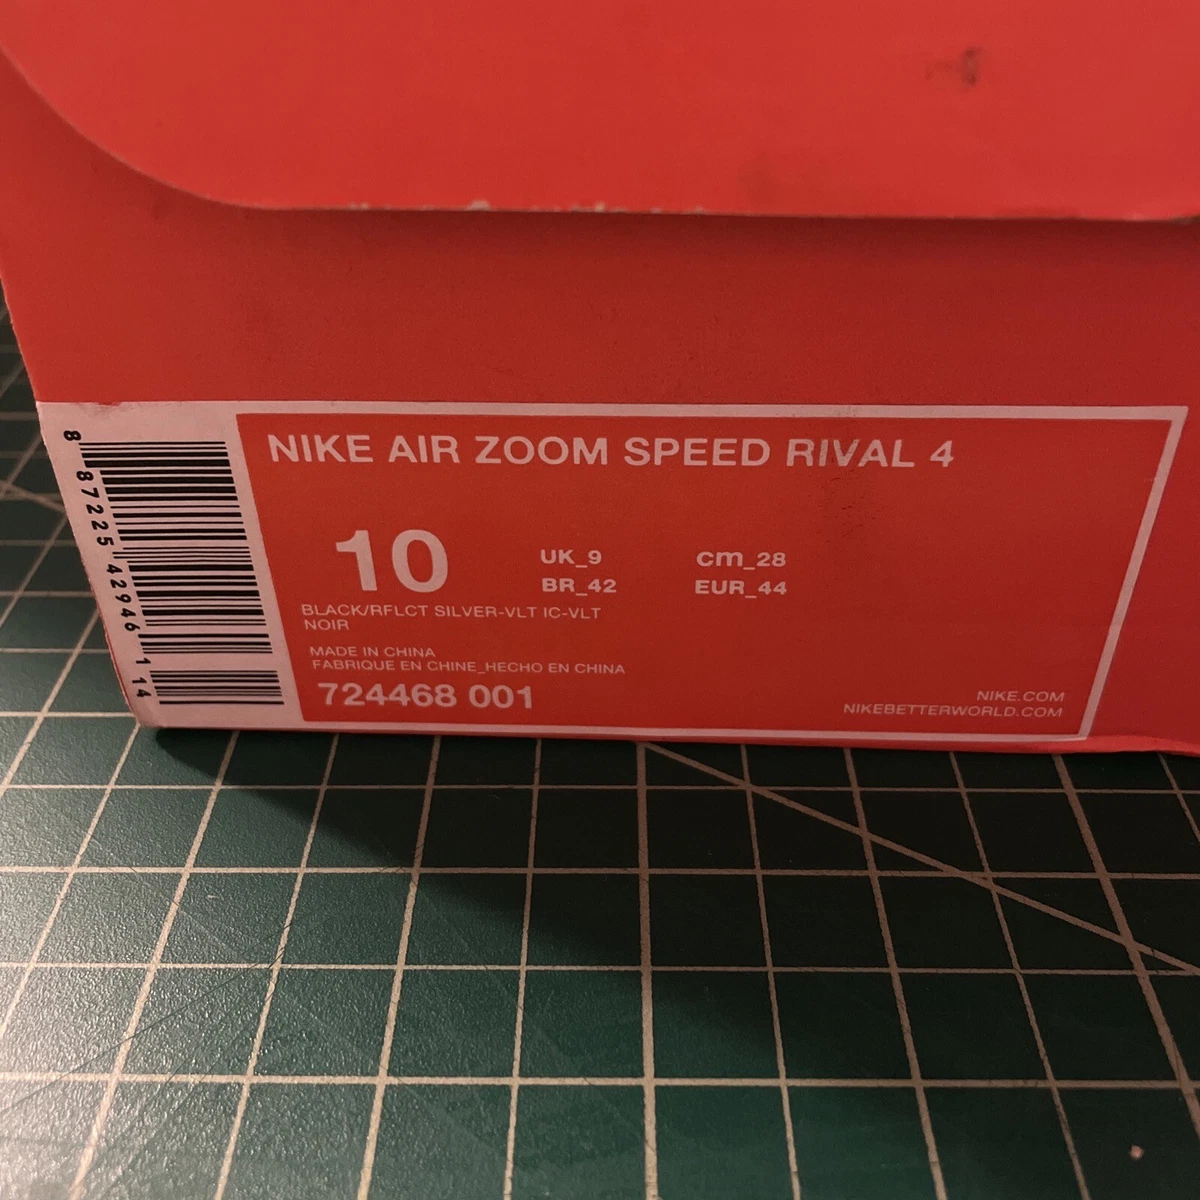 NIKE AIR ZOOM SPEED RIVAL 4
10
UK_9 cm_28
BR_42 EUR_44
BLACK/RFLCT SILVER-VLT IC-VLT
NOIR
MADE IN CHINA
FABRIQUE EN CHINE_HECHO EN CHINA
724468 001
NIKE.COM
NIKEBETTERWORLD.COM
8 87225 42946 1 14